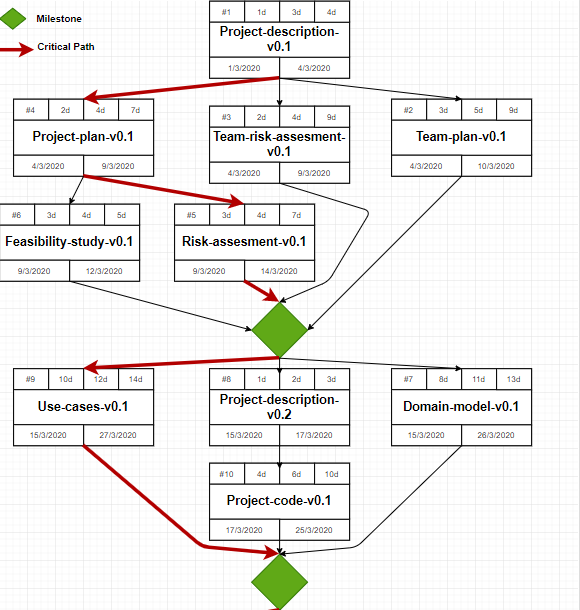 Milestone
Critical Path
#1 1d 3d 4d
Project-description-
v0.1
1/3/2020 4/3/2020
#4 2d 4d 7d
Project-plan-v0.1
4/3/2020 9/3/2020
#3 2d 4d 9d
Team-risk-assesment-
v0.1
4/3/2020 9/3/2020
#2 3d 5d 9d
Team-plan-v0.1
4/3/2020 10/3/2020
#6 3d 4d 5d
Feasibility-study-v0.1
9/3/2020 12/3/2020
#5 3d 4d 7d
Risk-assesment-v0.1
9/3/2020 14/3/2020
#9 10d 12d 14d
Use-cases-v0.1
15/3/2020 27/3/2020
#8 1d 2d 3d
Project-description-
v0.2
15/3/2020 17/3/2020
#7 8d 11d 13d
Domain-model-v0.1
15/3/2020 26/3/2020
#10 4d 6d 10d
Project-code-v0.1
17/3/2020 25/3/2020